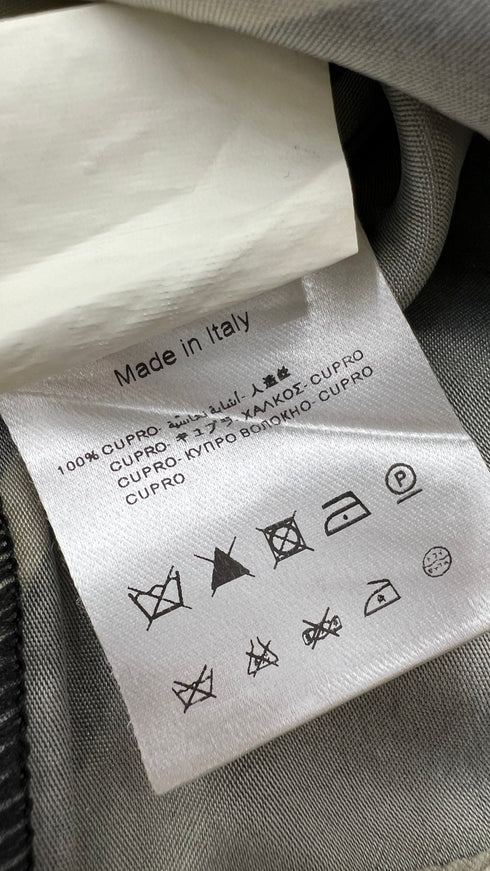 Made in Italy
100% CUPRO- أشابة نحاسية- 人造丝
CUPRO- キュプラ- ΧΑΛΚΟΣ- CUPRO
CUPRO- КУПРО ВОЛОКНО- CUPRO
CUPRO
P